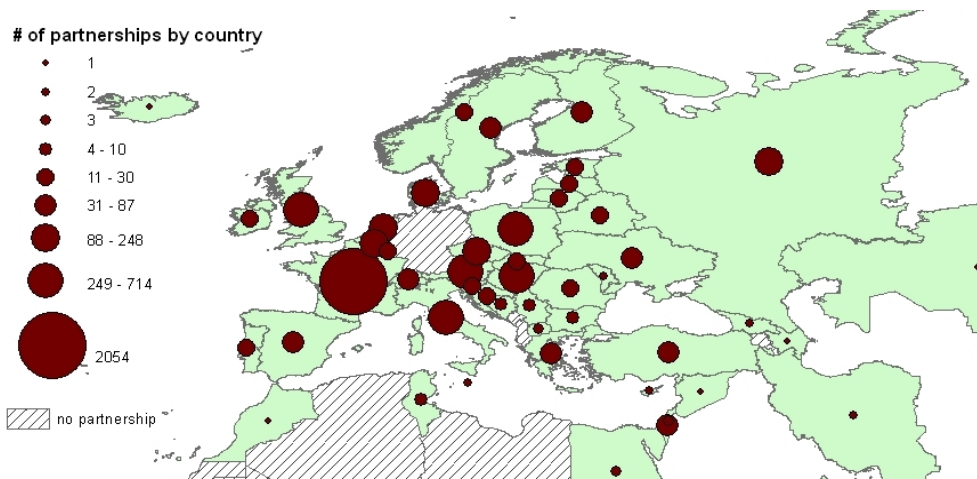 # of partnerships by country
1
2
3
4 - 10
11 - 30
31 - 87
88 - 248
249 - 714
2054
no partnership